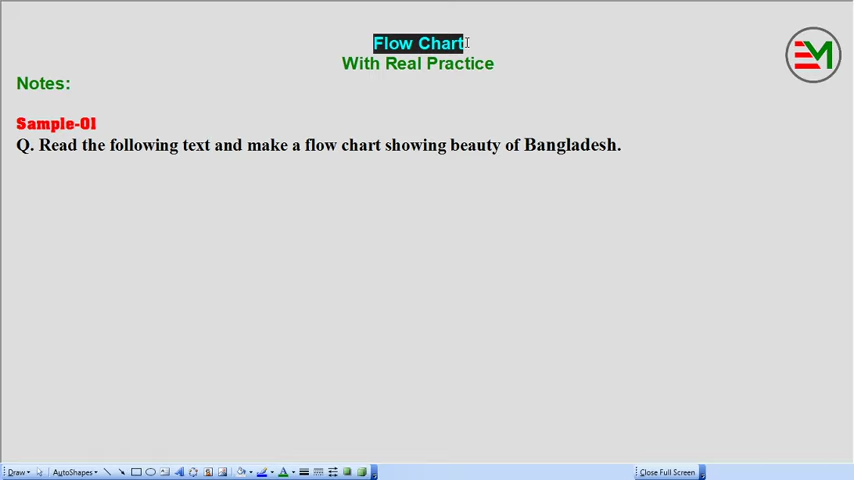 Flow Chart
With Real Practice
EM
Notes:
Sample-01
Q. Read the following text and make a flow chart showing beauty of Bangladesh.
Draw
AutoShapes
A
Close Full Screen